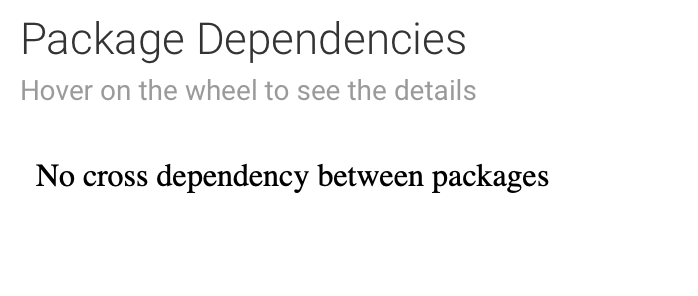 Package Dependencies
Hover on the wheel to see the details
No cross dependency between packages